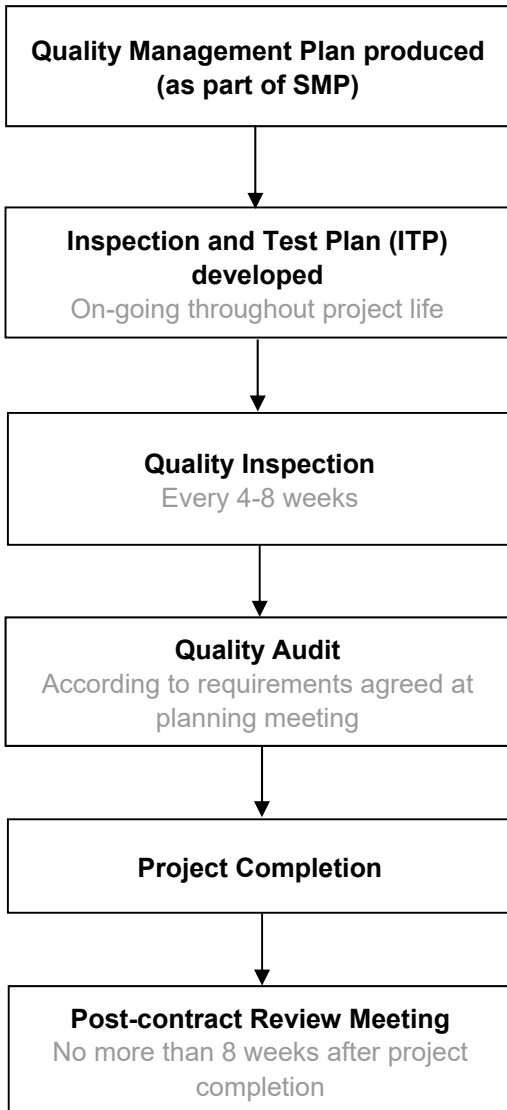 Quality Management Plan produced
(as part of SMP)
Inspection and Test Plan (ITP)
developed
On-going throughout project life
Quality Inspection
Every 4-8 weeks
Quality Audit
According to requirements agreed at
planning meeting
Project Completion
Post-contract Review Meeting
No more than 8 weeks after project
completion